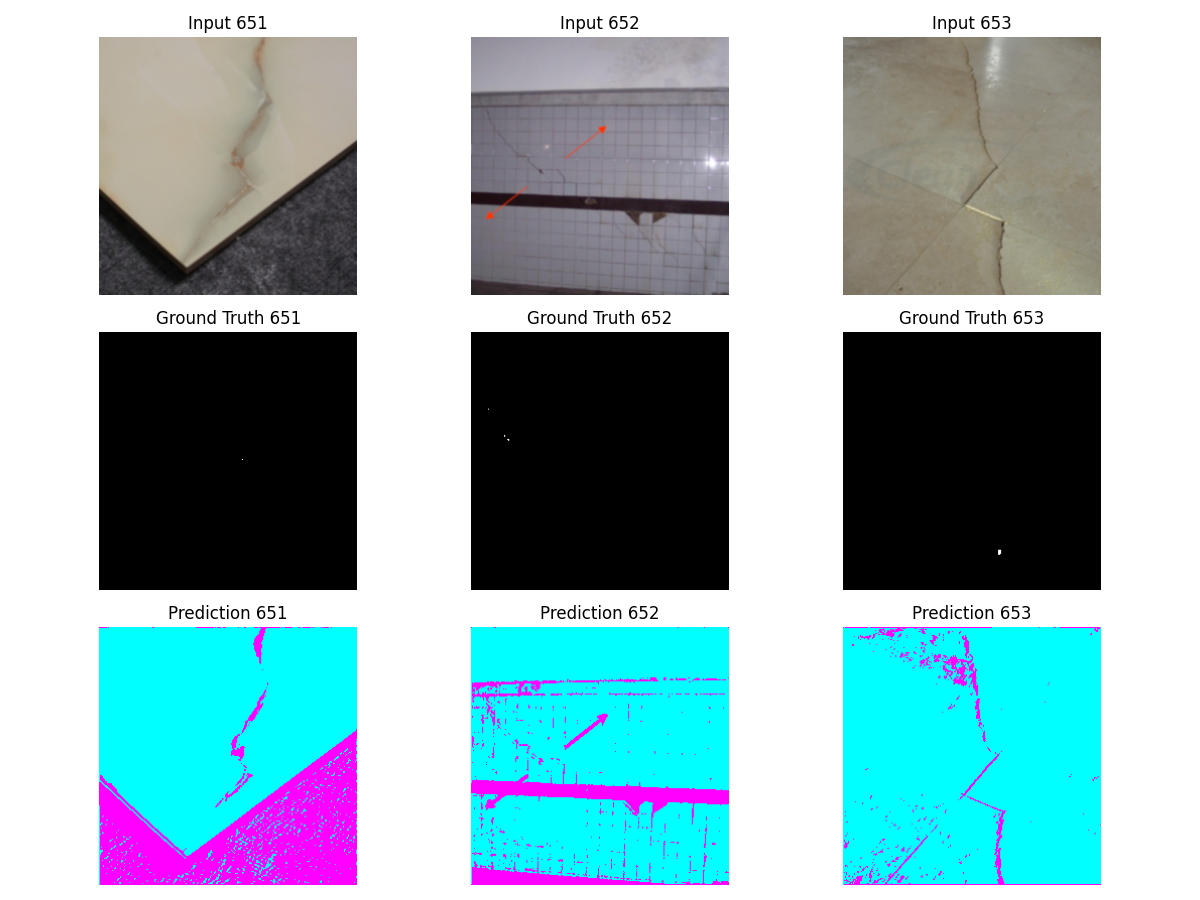 Input 651
Input 652
Input 653
Ground Truth 651
Ground Truth 652
Ground Truth 653
Prediction 651
Prediction 652
Prediction 653